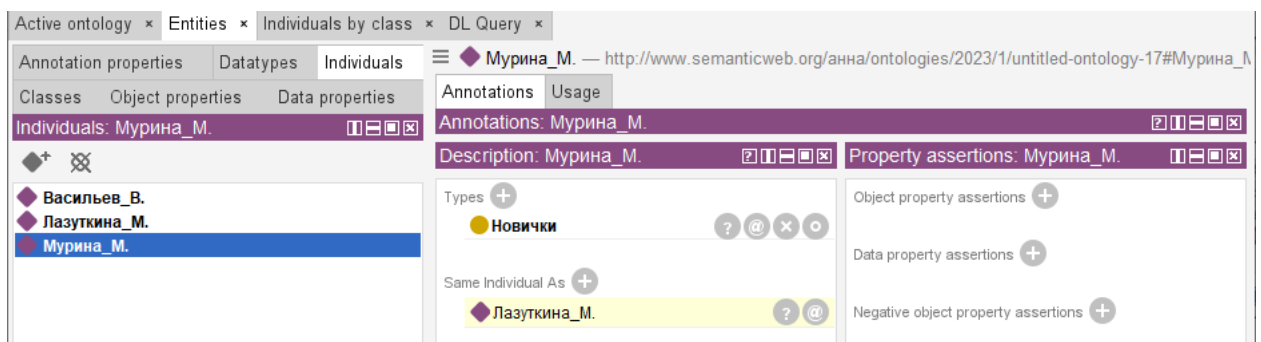 Active ontology × Entities × Individuals by class × DL Query ×
Annotation properties Datatypes Individuals
Classes Object properties Data properties
Individuals: Мурина_М.
Васильев_В.
Лазуткина_М.
Мурина_М.
Мурина_М. — http://www.semanticweb.org/анна/ontologies/2023/1/untitled-ontology-17#Мурина_М
Annotations Usage
Annotations: Мурина_М.
Description: Мурина_М.
Types
Новички
Same Individual As
Лазуткина_М.
Property assertions: Мурина_М.
Object property assertions
Data property assertions
Negative object property assertions